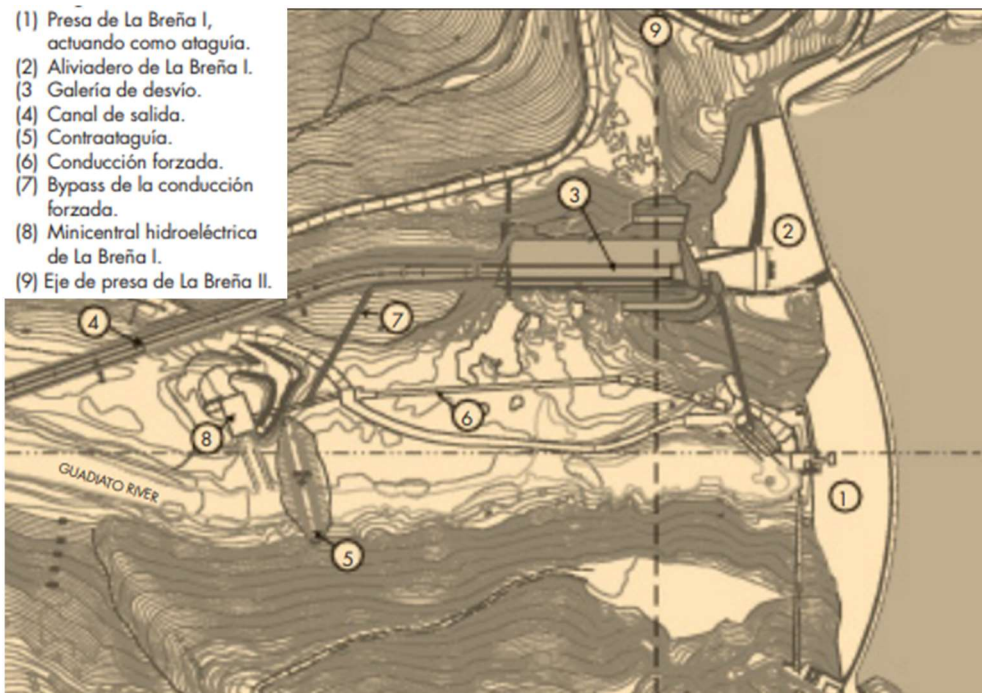 (1) Presa de La Breña I,
actuando como ataguía.
(2) Aliviadero de La Breña I.
(3 Galería de desvío.
(4) Canal de salida.
(5) Contraataguía.
(6) Conducción forzada.
(7) Bypass de la conducción
forzada.
(8) Minicentral hidroeléctrica
de La Breña I.
(9) Eje de presa de La Breña II.
9
3
2
4
7
6
8
GUADIATO RIVER
1
5